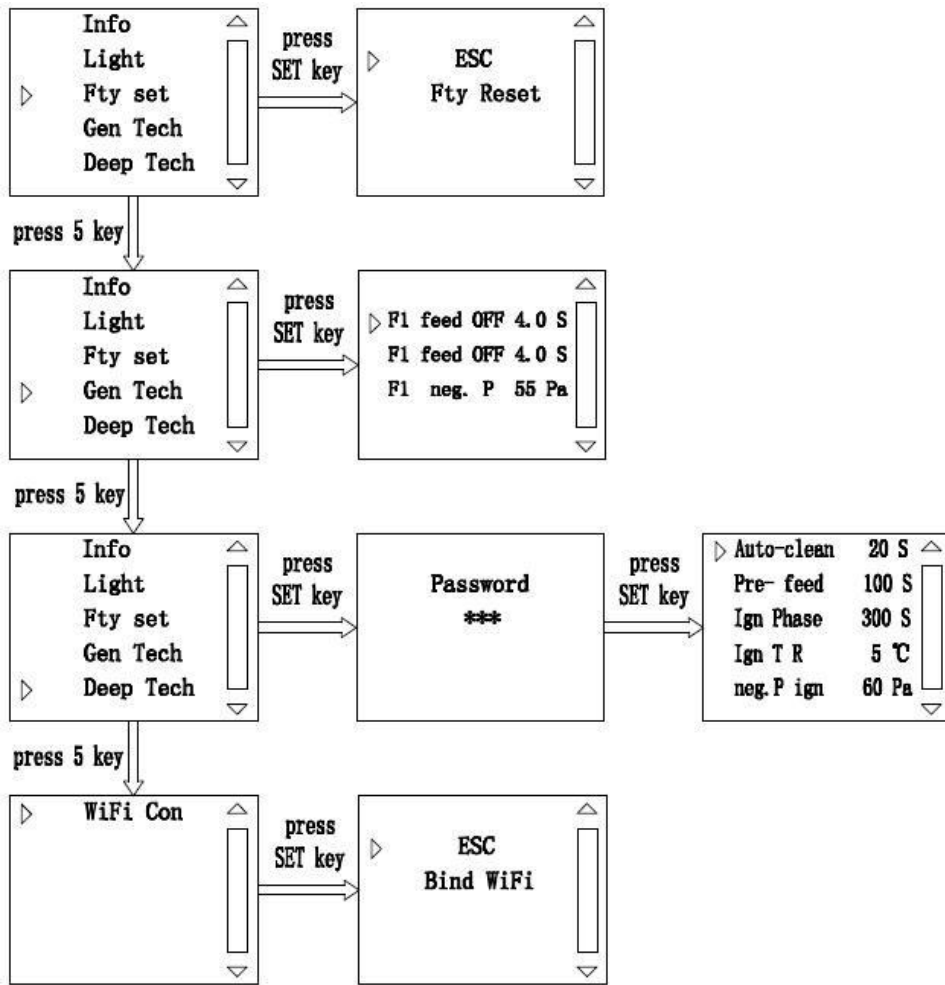 Info
Light
Fty set
Gen Tech
Deep Tech
press
SET key
ESC
Fty Reset
press 5 key
Info
Light
Fty set
Gen Tech
Deep Tech
press
SET key
F1 feed OFF 4.0 S
F1 feed OFF 4.0 S
F1 neg. P 55 Pa
press 5 key
Info
Light
Fty set
Gen Tech
Deep Tech
press
SET key
Password
***
press
SET key
Auto-clean 20 S
Pre- feed 100 S
Ign Phase 300 S
Ign T R 5 ℃
neg.P ign 60 Pa
press 5 key
WiFi Con
press
SET key
ESC
Bind WiFi